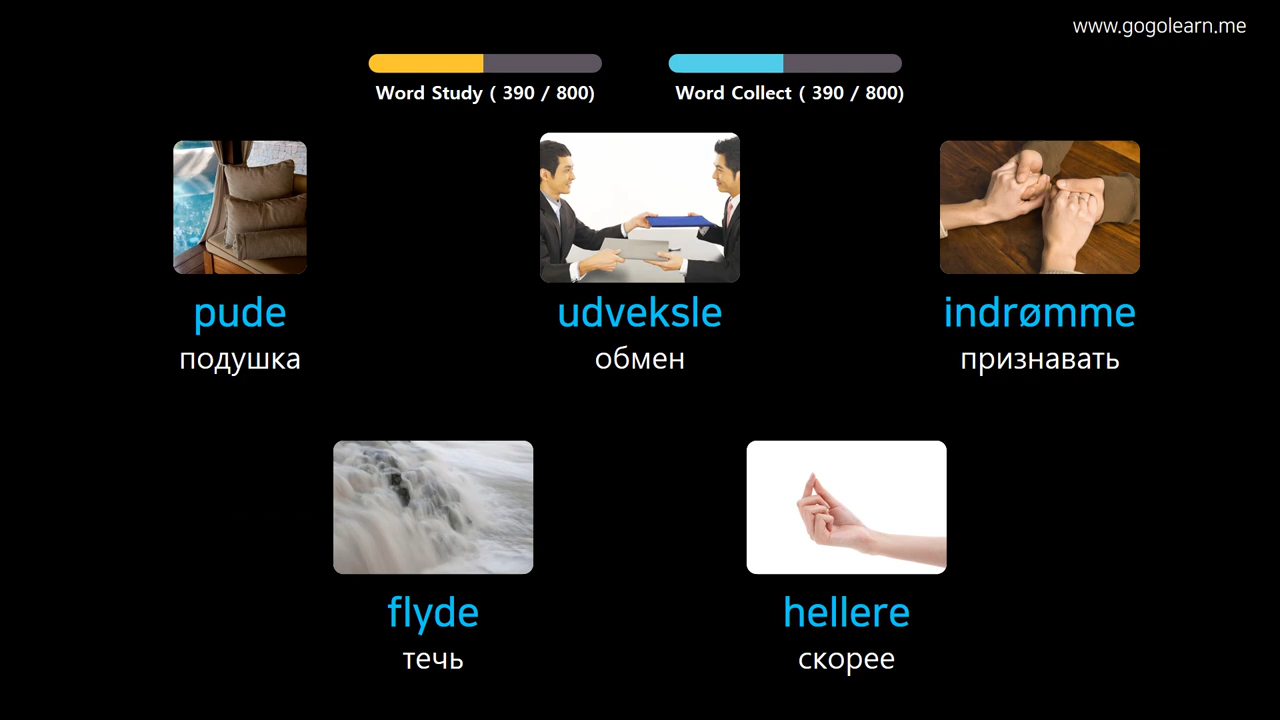 www.gogolearn.me
Word Study ( 390 / 800)
Word Collect ( 390 / 800)
pude
подушка
udveksle
обмен
indrømme
признавать
flyde
течь
hellere
скорее